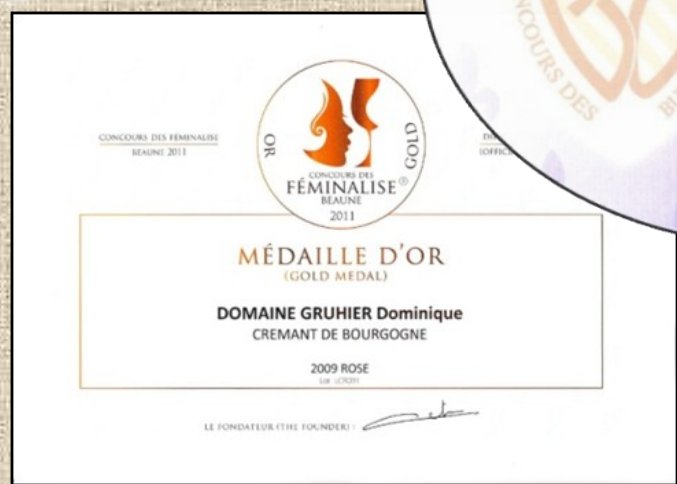 CONCOURS DES
CONCOURS DES FÉMINALISE
BEAUNE 2011
OR
GOLD
CONCOURS DES
FÉMINALISE®
BEAUNE
2011
MÉDAILLE D'OR
(GOLD MEDAL)
DOMAINE GRUHIER Dominique
CREMANT DE BOURGOGNE
2009 ROSE
LE FONDATEUR (THE FOUNDER) :